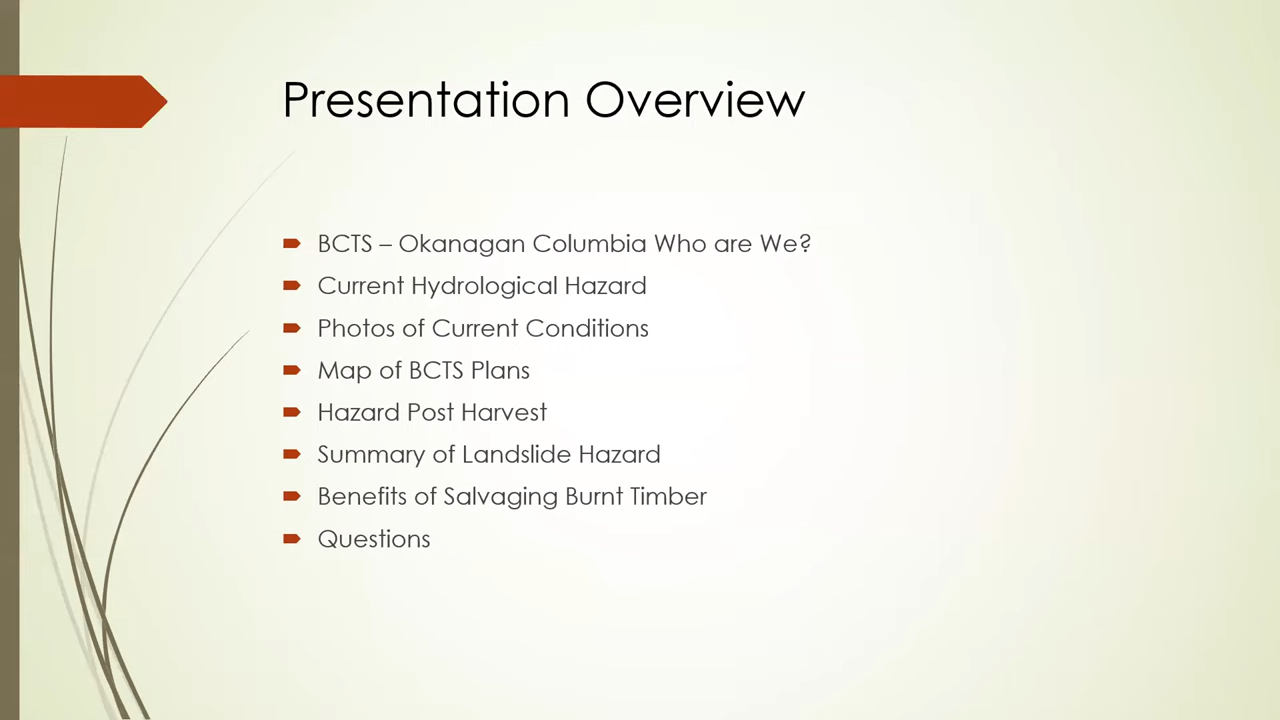 Presentation Overview
BCTS – Okanagan Columbia Who are We?
Current Hydrological Hazard
Photos of Current Conditions
Map of BCTS Plans
Hazard Post Harvest
Summary of Landslide Hazard
Benefits of Salvaging Burnt Timber
Questions